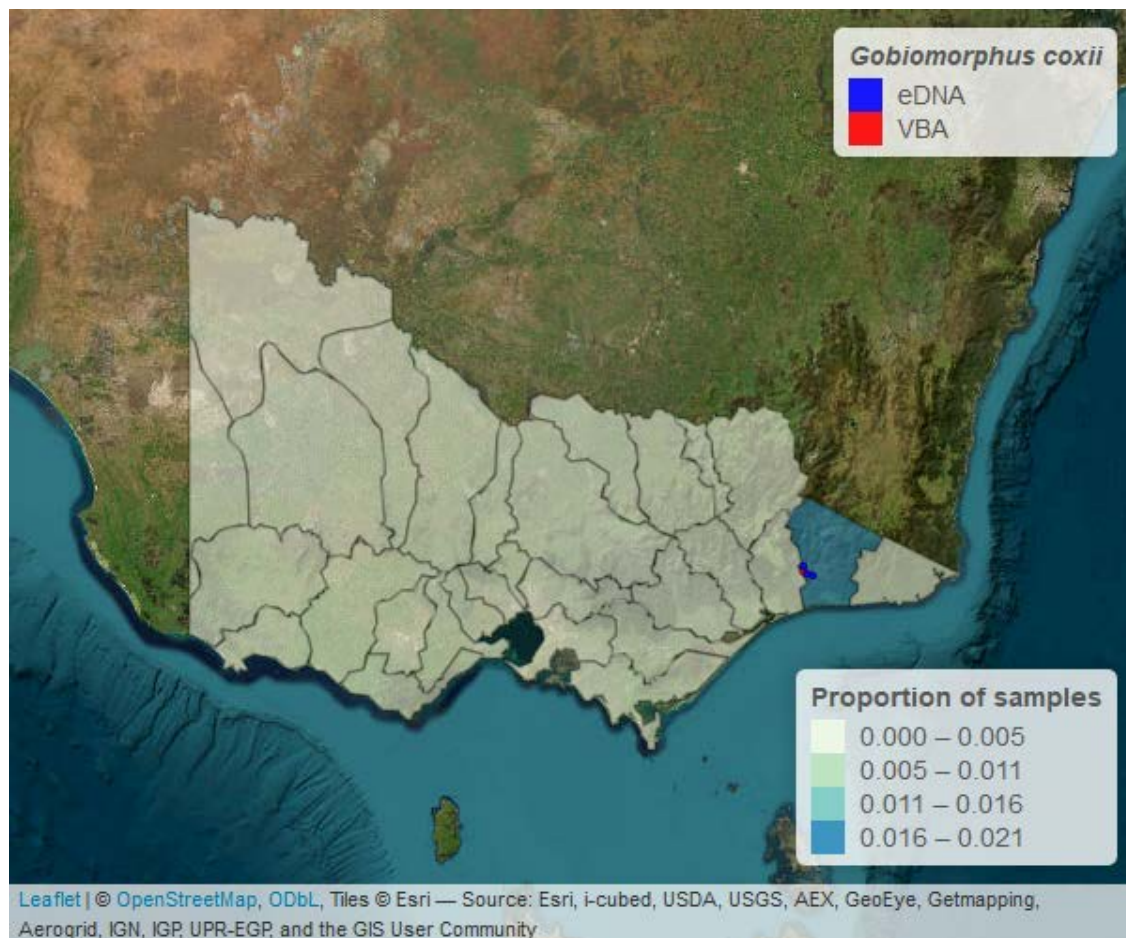 Gobiomorphus coxii
eDNA
VBA
Proportion of samples
0.000 – 0.005
0.005 – 0.011
0.011 – 0.016
0.016 – 0.021
Leaflet | © OpenStreetMap, ODbL, Tiles © Esri — Source: Esri, i-cubed, USDA, USGS, AEX, GeoEye, Getmapping,
Aerogrid, IGN, IGP, UPR-EGP, and the GIS User Community